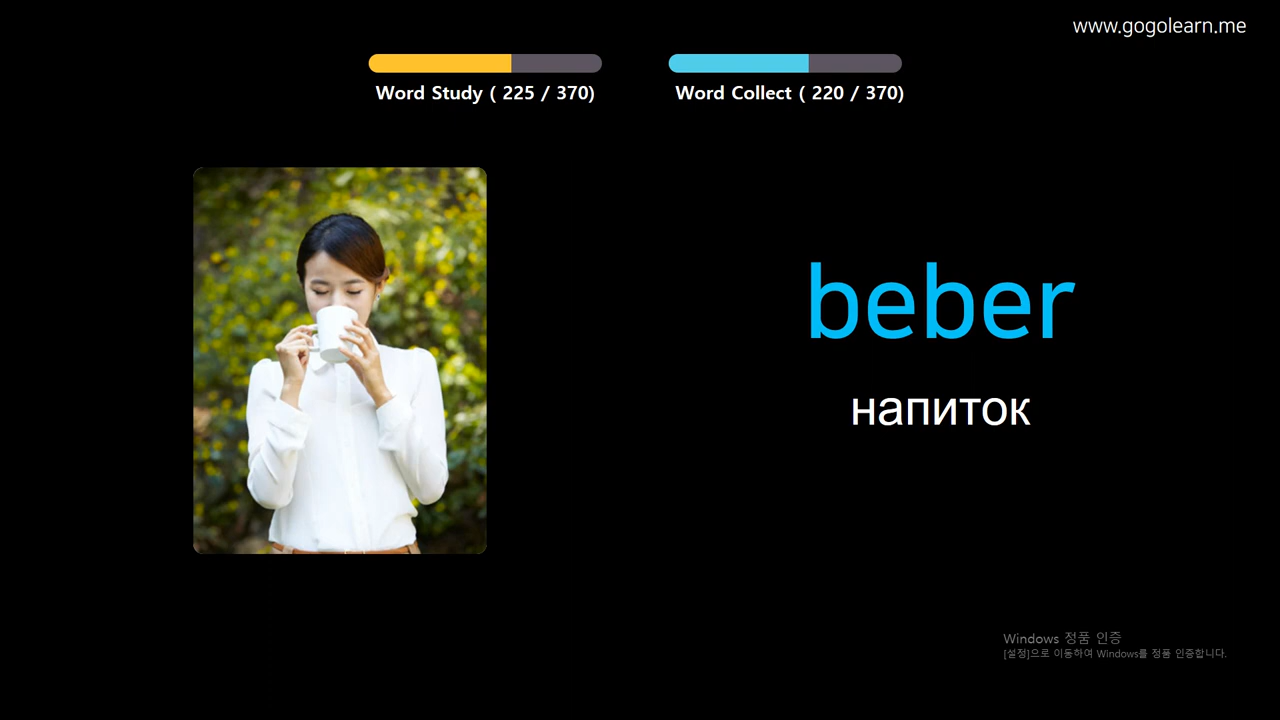 www.gogolearn.me
Word Study ( 225 / 370)
Word Collect ( 220 / 370)
beber
напиток
Windows 정품 인증
[설정]으로 이동하여 Windows를 정품 인증합니다.